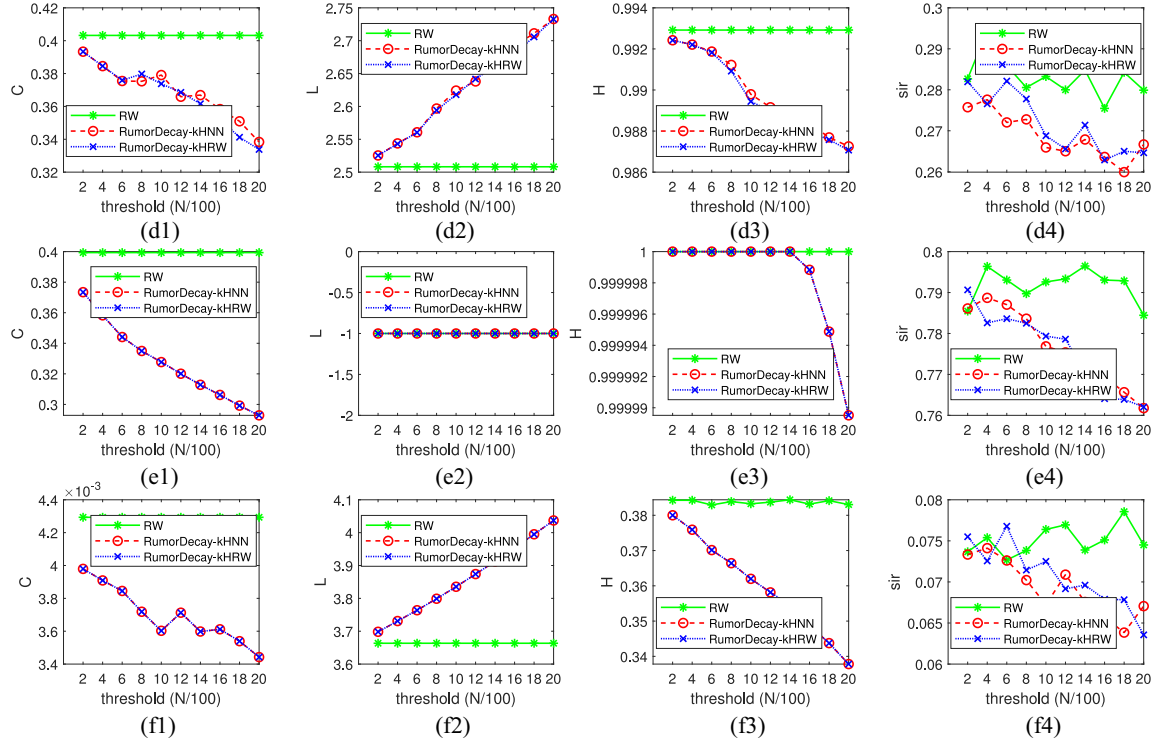 0.42
0.4
0.38
0.36
0.34
0.32
C
RW
RumorDecay-kHNN
RumorDecay-kHRW
2 4 6 8 10 12 14 16 18 20
threshold (N/100)
(d1)
2.75
2.7
2.65
2.6
2.55
2.5
L
RW
RumorDecay-kHNN
RumorDecay-kHRW
2 4 6 8 10 12 14 16 18 20
threshold (N/100)
(d2)
0.994
0.992
0.99
0.988
0.986
H
RW
RumorDecay-kHNN
RumorDecay-kHRW
2 4 6 8 10 12 14 16 18 20
threshold (N/100)
(d3)
0.3
0.29
0.28
0.27
0.26
sir
RW
RumorDecay-kHNN
RumorDecay-kHRW
2 4 6 8 10 12 14 16 18 20
threshold (N/100)
(d4)
0.4
0.38
0.36
0.34
0.32
0.3
C
RW
RumorDecay-kHNN
RumorDecay-kHRW
2 4 6 8 10 12 14 16 18 20
threshold (N/100)
(e1)
0
-0.5
-1
-1.5
-2
L
RW
RumorDecay-kHNN
RumorDecay-kHRW
2 4 6 8 10 12 14 16 18 20
threshold (N/100)
(e2)
1
0.999998
0.999996
0.999994
0.999992
0.99999
H
RW
RumorDecay-kHNN
RumorDecay-kHRW
2 4 6 8 10 12 14 16 18 20
threshold (N/100)
(e3)
0.8
0.79
0.78
0.77
0.76
sir
RW
RumorDecay-kHNN
RumorDecay-kHRW
2 4 6 8 10 12 14 16 18 20
threshold (N/100)
(e4)
×10-3
4.4
4.2
4
3.8
3.6
3.4
C
RW
RumorDecay-kHNN
RumorDecay-kHRW
2 4 6 8 10 12 14 16 18 20
threshold (N/100)
(f1)
4.1
4
3.9
3.8
3.7
3.6
L
RW
RumorDecay-kHNN
RumorDecay-kHRW
2 4 6 8 10 12 14 16 18 20
threshold (N/100)
(f2)
0.38
0.37
0.36
0.35
0.34
H
RW
RumorDecay-kHNN
RumorDecay-kHRW
2 4 6 8 10 12 14 16 18 20
threshold (N/100)
(f3)
0.08
0.075
0.07
0.065
0.06
sir
RW
RumorDecay-kHNN
RumorDecay-kHRW
2 4 6 8 10 12 14 16 18 20
threshold (N/100)
(f4)